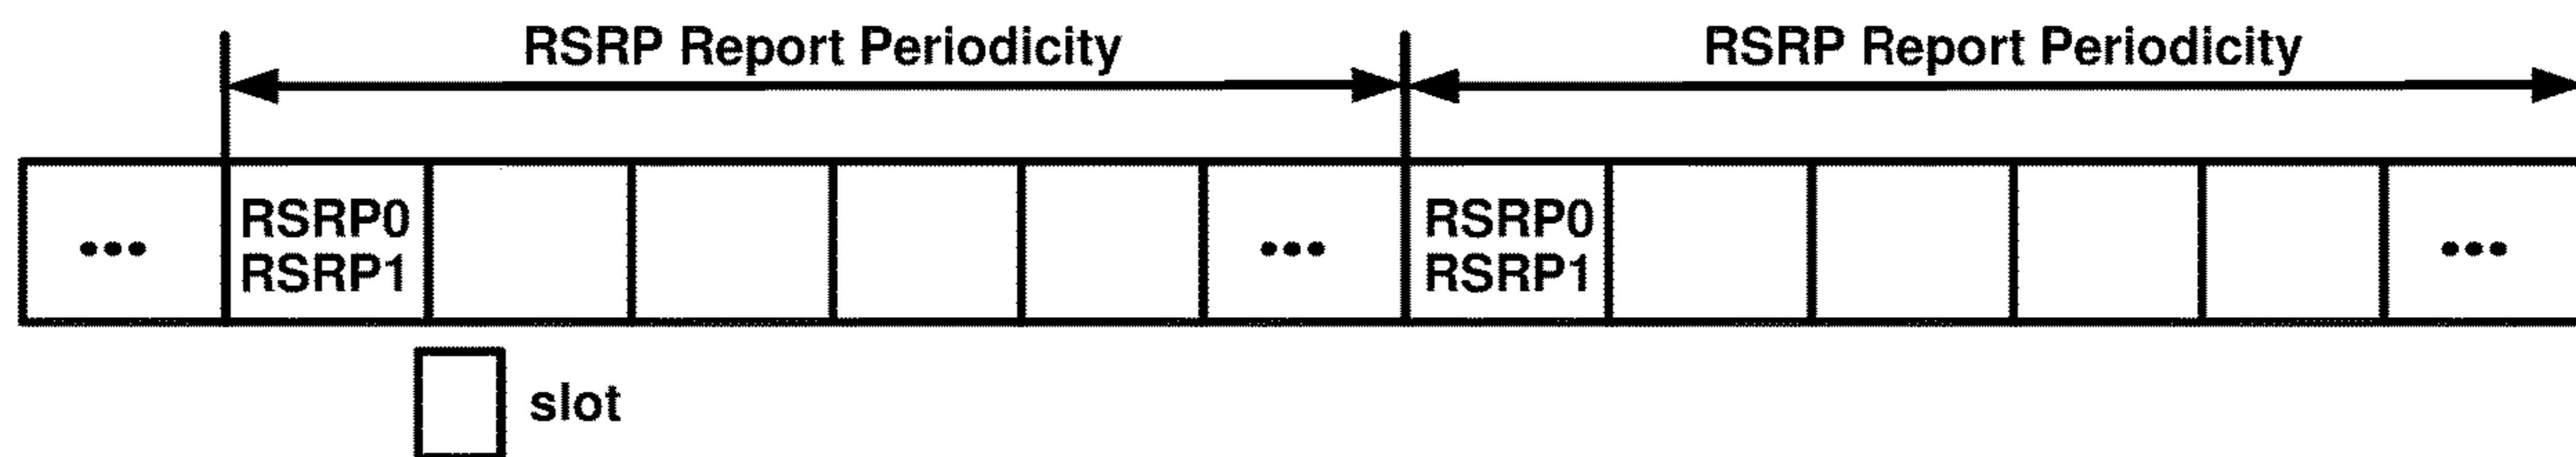 RSRP Report Periodicity
RSRP Report Periodicity
...
RSRP0
RSRP1
...
RSRP0
RSRP1
...
slot